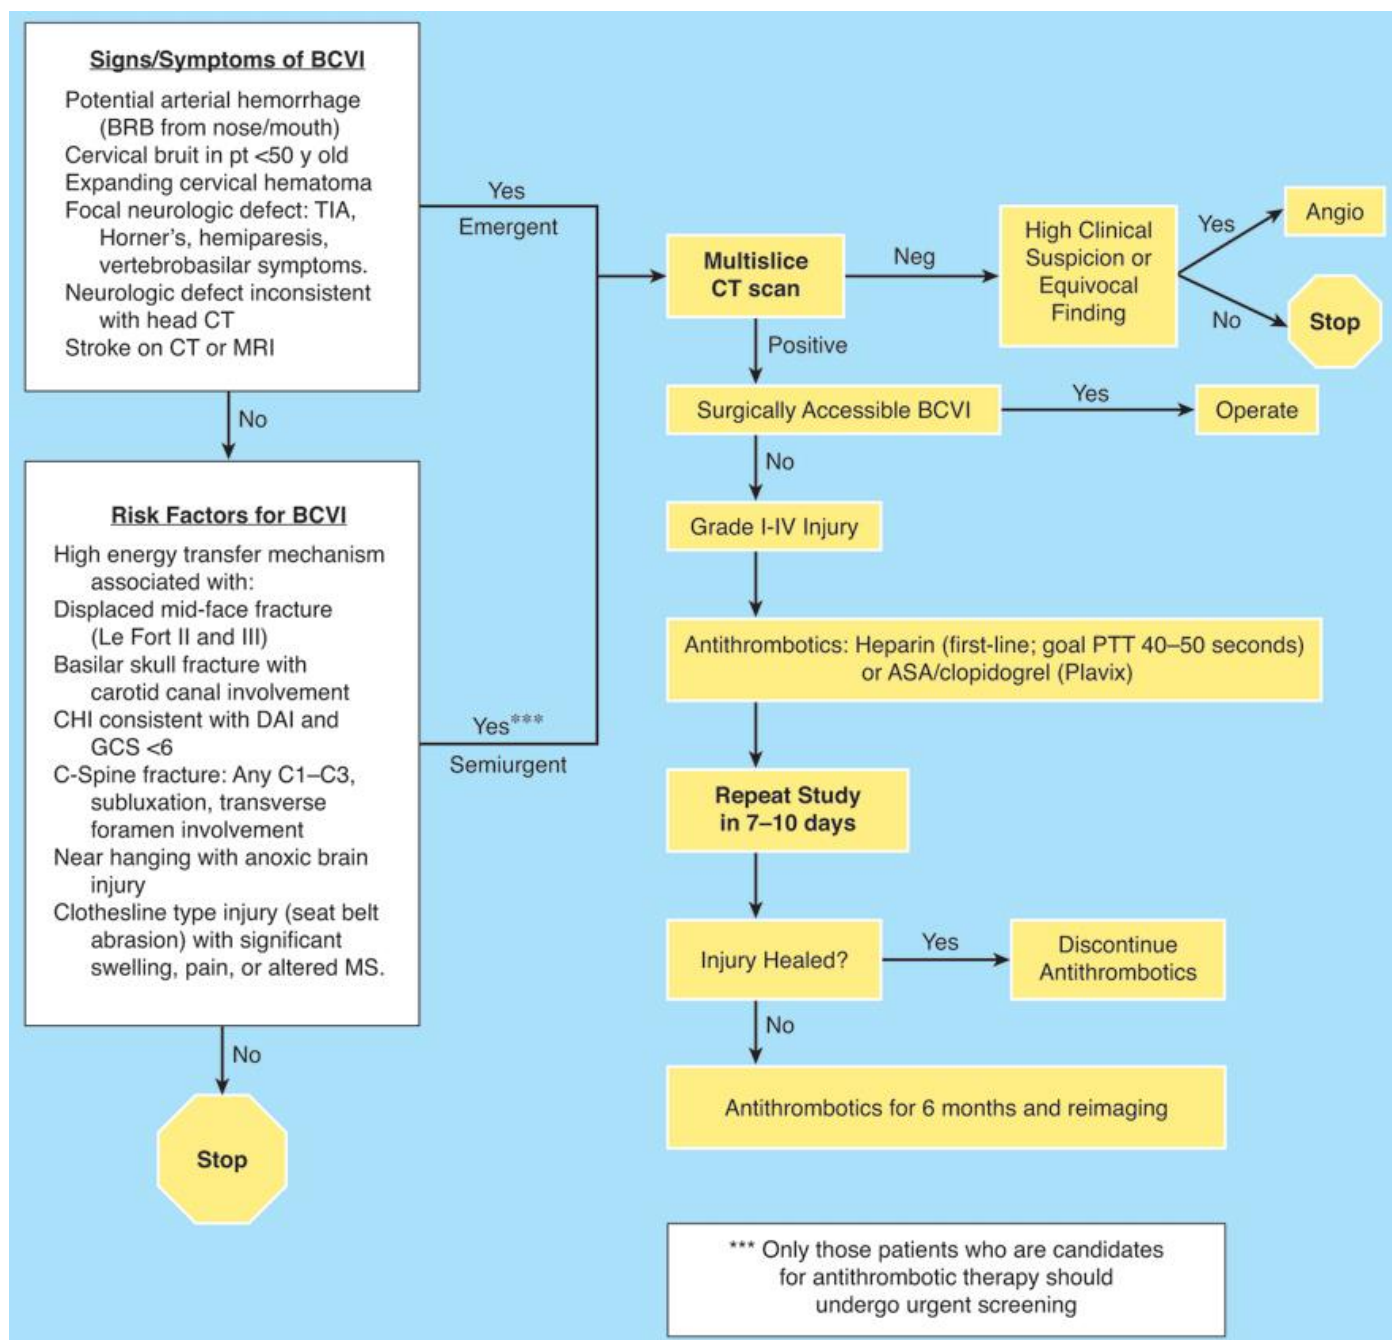 Signs/Symptoms of BCVI
Potential arterial hemorrhage
(BRB from nose/mouth)
Cervical bruit in pt <50 y old
Expanding cervical hematoma
Focal neurologic defect: TIA,
Horner's, hemiparesis,
vertebrobasilar symptoms.
Neurologic defect inconsistent
with head CT
Stroke on CT or MRI
Yes
Emergent
No
Risk Factors for BCVI
High energy transfer mechanism
associated with:
Displaced mid-face fracture
(Le Fort II and III)
Basilar skull fracture with
carotid canal involvement
CHI consistent with DAI and
GCS <6
C-Spine fracture: Any C1–C3,
subluxation, transverse
foramen involvement
Near hanging with anoxic brain
injury
Clothesline type injury (seat belt
abrasion) with significant
swelling, pain, or altered MS.
Yes***
Semiurgent
No
Stop
Multislice
CT scan
Neg
High Clinical
Suspicion or
Equivocal
Finding
Yes
Angio
No
Stop
Positive
Surgically Accessible BCVI
Yes
Operate
No
Grade I-IV Injury
Antithrombotics: Heparin (first-line; goal PTT 40–50 seconds)
or ASA/clopidogrel (Plavix)
Repeat Study
in 7–10 days
Injury Healed?
Yes
Discontinue
Antithrombotics
No
Antithrombotics for 6 months and reimaging
*** Only those patients who are candidates
for antithrombotic therapy should
undergo urgent screening